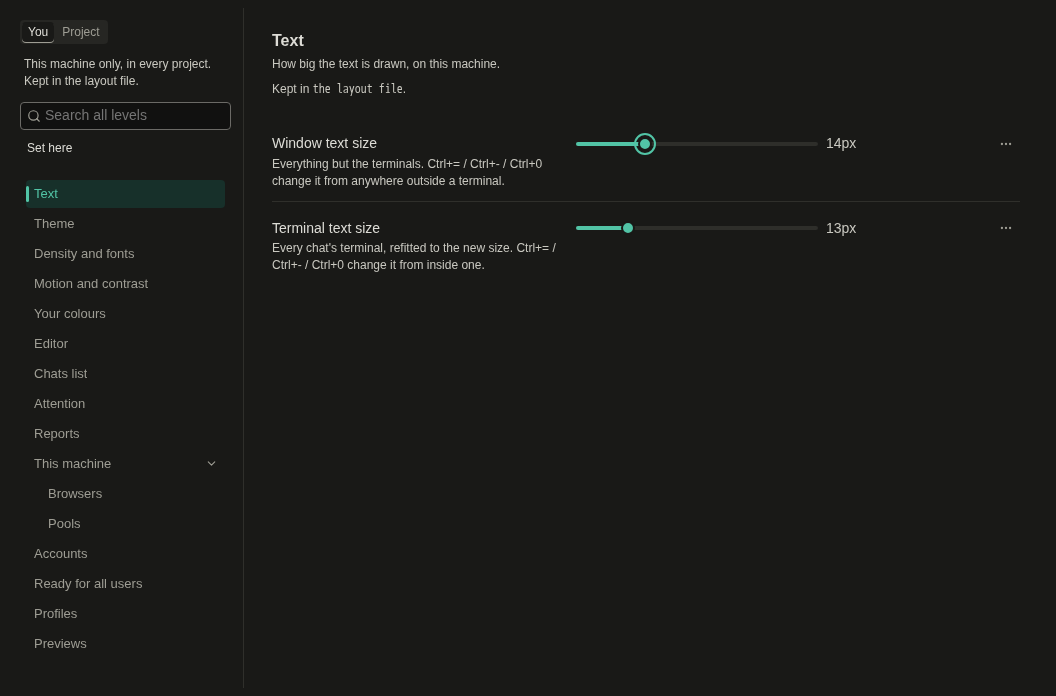 You Project
This machine only, in every project.
Kept in the layout file.
Search all levels
Set here
Text
Theme
Density and fonts
Motion and contrast
Your colours
Editor
Chats list
Attention
Reports
This machine
Browsers
Pools
Accounts
Ready for all users
Profiles
Previews
Text
How big the text is drawn, on this machine.
Kept in the layout file.
Window text size
14px
Everything but the terminals. Ctrl+= / Ctrl+- / Ctrl+0
change it from anywhere outside a terminal.
Terminal text size
13px
Every chat's terminal, refitted to the new size. Ctrl+= /
Ctrl+- / Ctrl+0 change it from inside one.